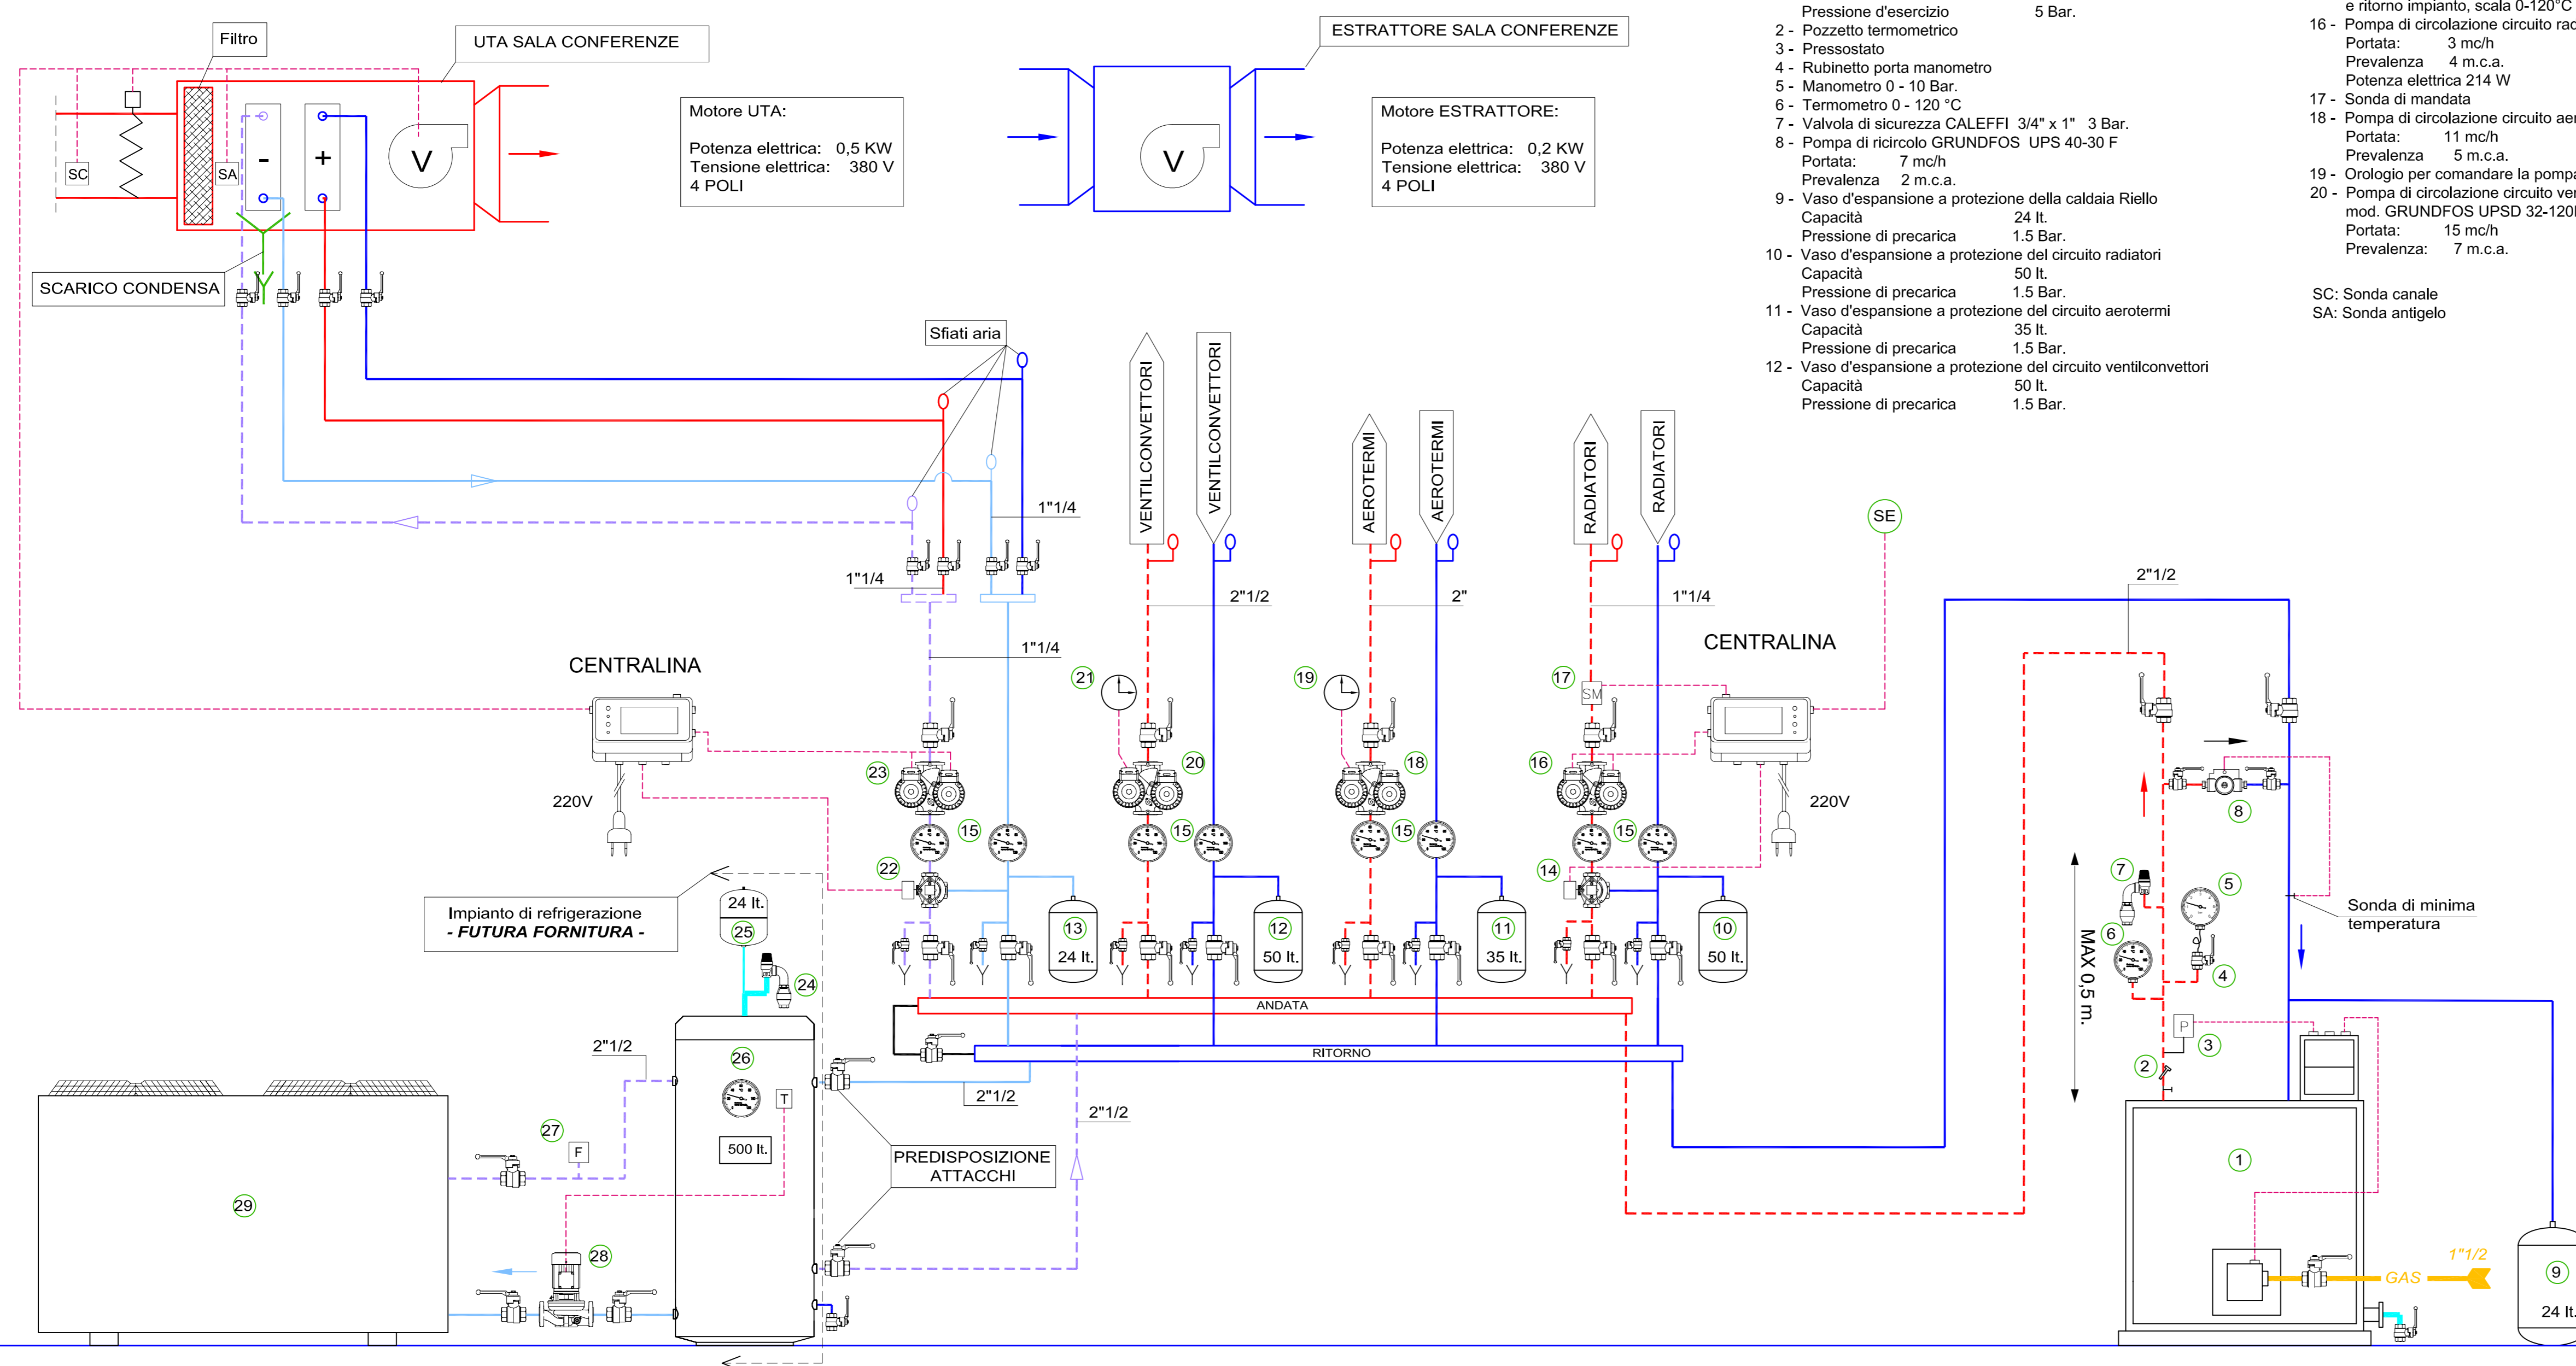 Filtro
UTA SALA CONFERENZE
SC
SA
-
+
V
SCARICO CONDENSA
Motore UTA:
Potenza elettrica: 0,5 KW
Tensione elettrica: 380 V
4 POLI
ESTRATTORE SALA CONFERENZE
V
Motore ESTRATTORE:
Potenza elettrica: 0,2 KW
Tensione elettrica: 380 V
4 POLI
Pressione d'esercizio 5 Bar.
2 - Pozzetto termometrico
3 - Pressostato
4 - Rubinetto porta manometro
5 - Manometro 0 - 10 Bar.
6 - Termometro 0 - 120 °C
7 - Valvola di sicurezza CALEFFI 3/4" x 1" 3 Bar.
8 - Pompa di ricircolo GRUNDFOS UPS 40-30 F
Portata: 7 mc/h
Prevalenza 2 m.c.a.
9 - Vaso d'espansione a protezione della caldaia Riello
Capacità 24 lt.
Pressione di precarica 1.5 Bar.
10 - Vaso d'espansione a protezione del circuito radiatori
Capacità 50 lt.
Pressione di precarica 1.5 Bar.
11 - Vaso d'espansione a protezione del circuito aerotermi
Capacità 35 lt.
Pressione di precarica 1.5 Bar.
12 - Vaso d'espansione a protezione del circuito ventilconvettori
Capacità 50 lt.
Pressione di precarica 1.5 Bar.
e ritorno impianto, scala 0-120°C
16 - Pompa di circolazione circuito rad
Portata: 3 mc/h
Prevalenza 4 m.c.a.
Potenza elettrica 214 W
17 - Sonda di mandata
18 - Pompa di circolazione circuito aer
Portata: 11 mc/h
Prevalenza 5 m.c.a.
19 - Orologio per comandare la pompa
20 - Pompa di circolazione circuito ven
mod. GRUNDFOS UPSD 32-120
Portata: 15 mc/h
Prevalenza: 7 m.c.a.
SC: Sonda canale
SA: Sonda antigelo
Sfiati aria
VENTILCONVETTORI
VENTILCONVETTORI
AEROTERMI
AEROTERMI
RADIATORI
RADIATORI
SE
1"1/4
1"1/4
2"1/2
2"
1"1/4
2"1/2
1"1/4
CENTRALINA
CENTRALINA
21
19
17
SM
23
20
18
16
220V
220V
8
15
15
15
15
22
14
7
5
Sonda di minima
temperatura
Impianto di refrigerazione
- FUTURA FORNITURA -
24 lt.
25
13
24 lt.
12
50 lt.
11
35 lt.
10
50 lt.
6
4
MAX 0,5 m.
24
ANDATA
P
3
2"1/2
26
RITORNO
2
T
2"1/2
2"1/2
27
F
500 lt.
PREDISPOSIZIONE
ATTACCHI
1
29
28
1"1/2
GAS
9
24 lt.